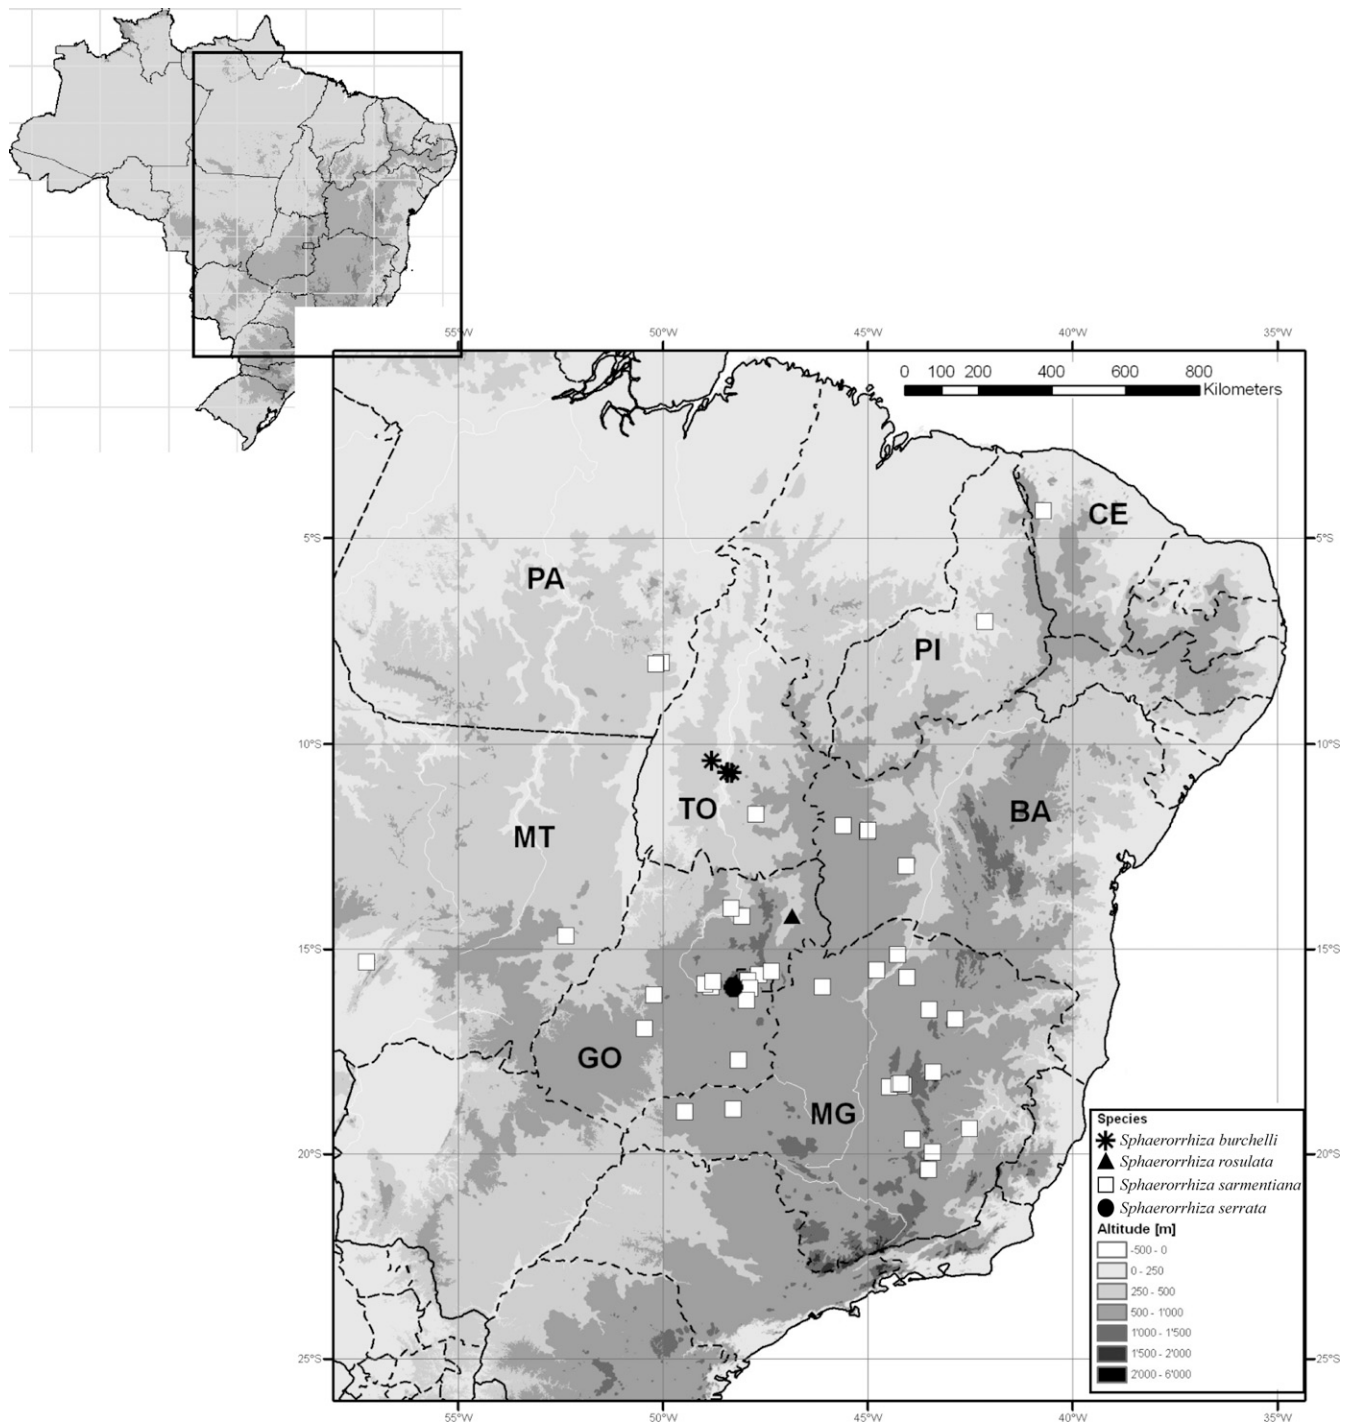 55°W 50°W 45°W 40°W 35°W
0 100 200 400 600 800
Kilometers
CE
5°S 5°S
PA
PI
10°S 10°S
TO
BA
MT
15°S 15°S
GO
MG
Species
Sphaerorrhiza burchelli
Sphaerorrhiza rosulata
Sphaerorrhiza sarmentiana
Sphaerorrhiza serrata
Altitude [m]
-500 - 0
0 - 250
250 - 500
500 - 1'000
1'000 - 1'500
1'500 - 2'000
2'000 - 6'000
20°S
25°S 25°S
55°W 50°W 45°W 40°W 35°W